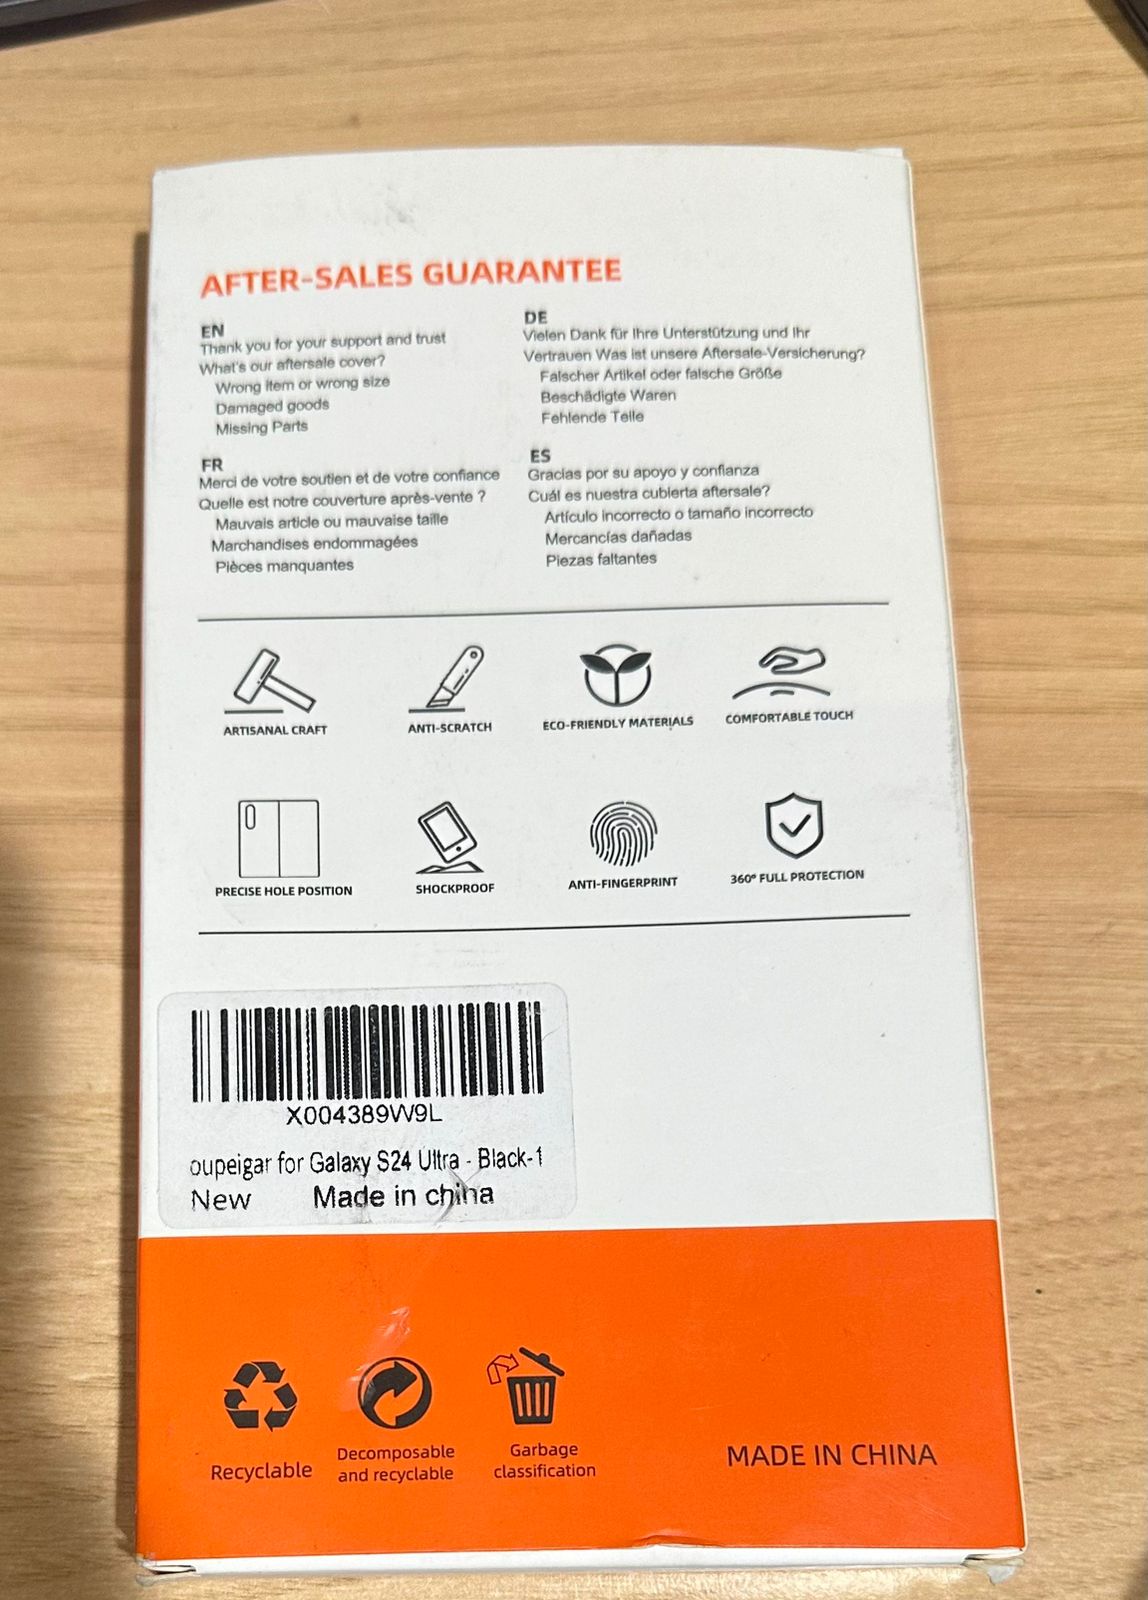 AFTER-SALES GUARANTEE
EN
Thank you for your support and trust
What's our aftersale cover?
Wrong item or wrong size
Damaged goods
Missing Parts
DE
Vielen Dank für Ihre Unterstützung und Ihr
Vertrauen Was ist unsere Aftersale-Versicherung?
Falscher Artikel oder falsche Größe
Beschädigte Waren
Fehlende Teile
FR
Merci de votre soutien et de votre confiance
Quelle est notre couverture après-vente ?
Mauvais article ou mauvaise taille
Marchandises endommagées
Pièces manquantes
ES
Gracias por su apoyo y confianza
Cuál es nuestra cubierta aftersale?
Artículo incorrecto o tamaño incorrecto
Mercancías dañadas
Piezas faltantes
ARTISANAL CRAFT
ANTI-SCRATCH
ECO-FRIENDLY MATERIALS
COMFORTABLE TOUCH
PRECISE HOLE POSITION
SHOCKPROOF
ANTI-FINGERPRINT
360° FULL PROTECTION
X004389W9L
oupeigar for Galaxy S24 Ultra - Black-1
New Made in china
Recyclable
Decomposable
and recyclable
Garbage
classification
MADE IN CHINA